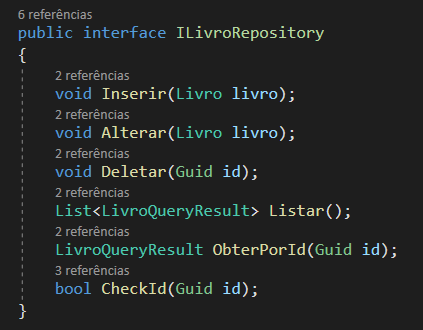 6 referências
public interface ILivroRepository
{
2 referências
void Inserir(Livro livro);
2 referências
void Alterar(Livro livro);
2 referências
void Deletar(Guid id);
2 referências
List<LivroQueryResult> Listar();
2 referências
LivroQueryResult ObterPorId(Guid id);
3 referências
bool CheckId(Guid id);
}